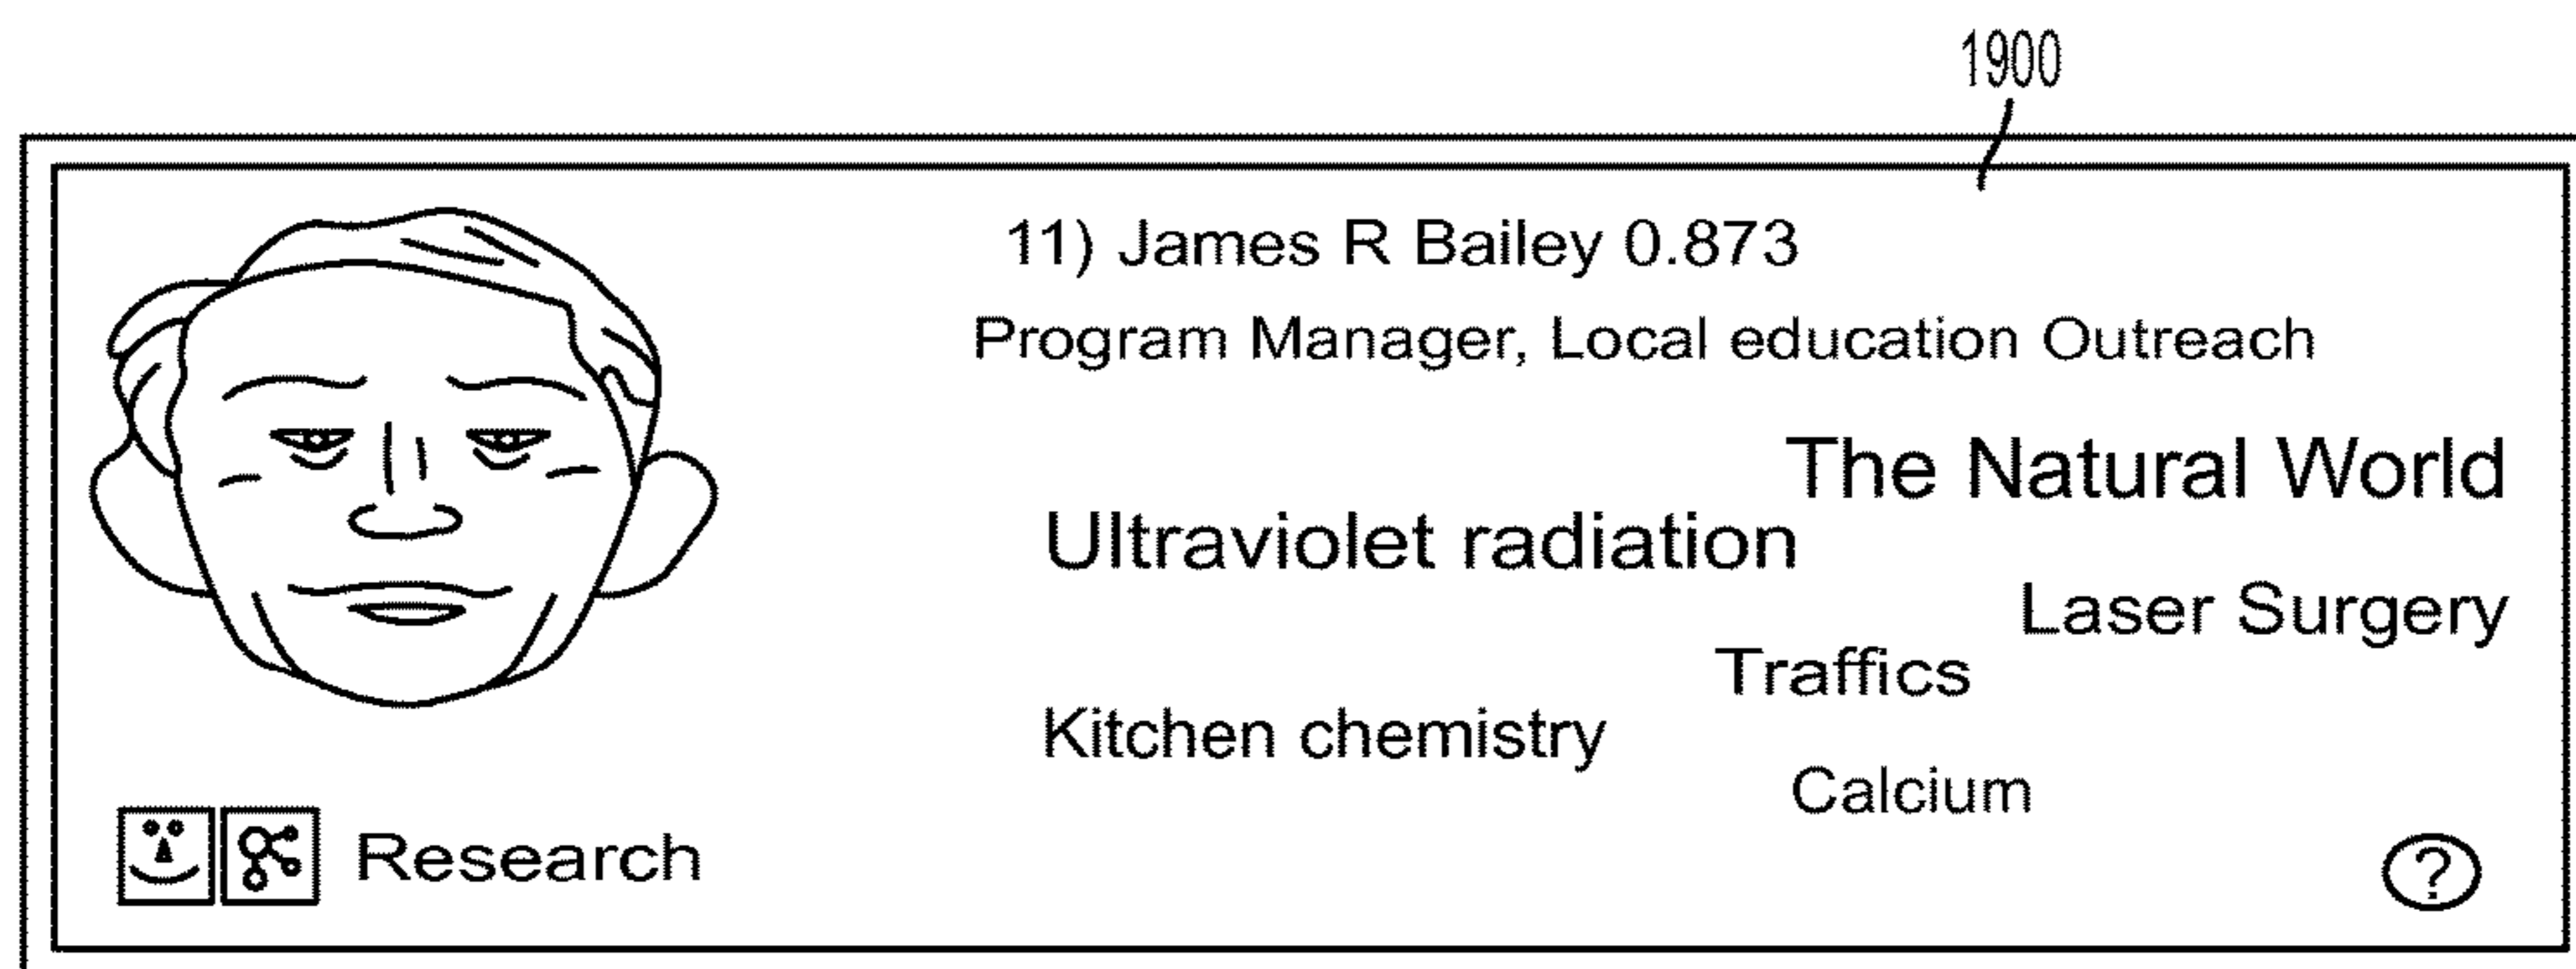 1900
11) James R Bailey 0.873
Program Manager, Local education Outreach
The Natural World
Ultraviolet radiation
Laser Surgery
Traffics
Kitchen chemistry
Calcium
Research
?